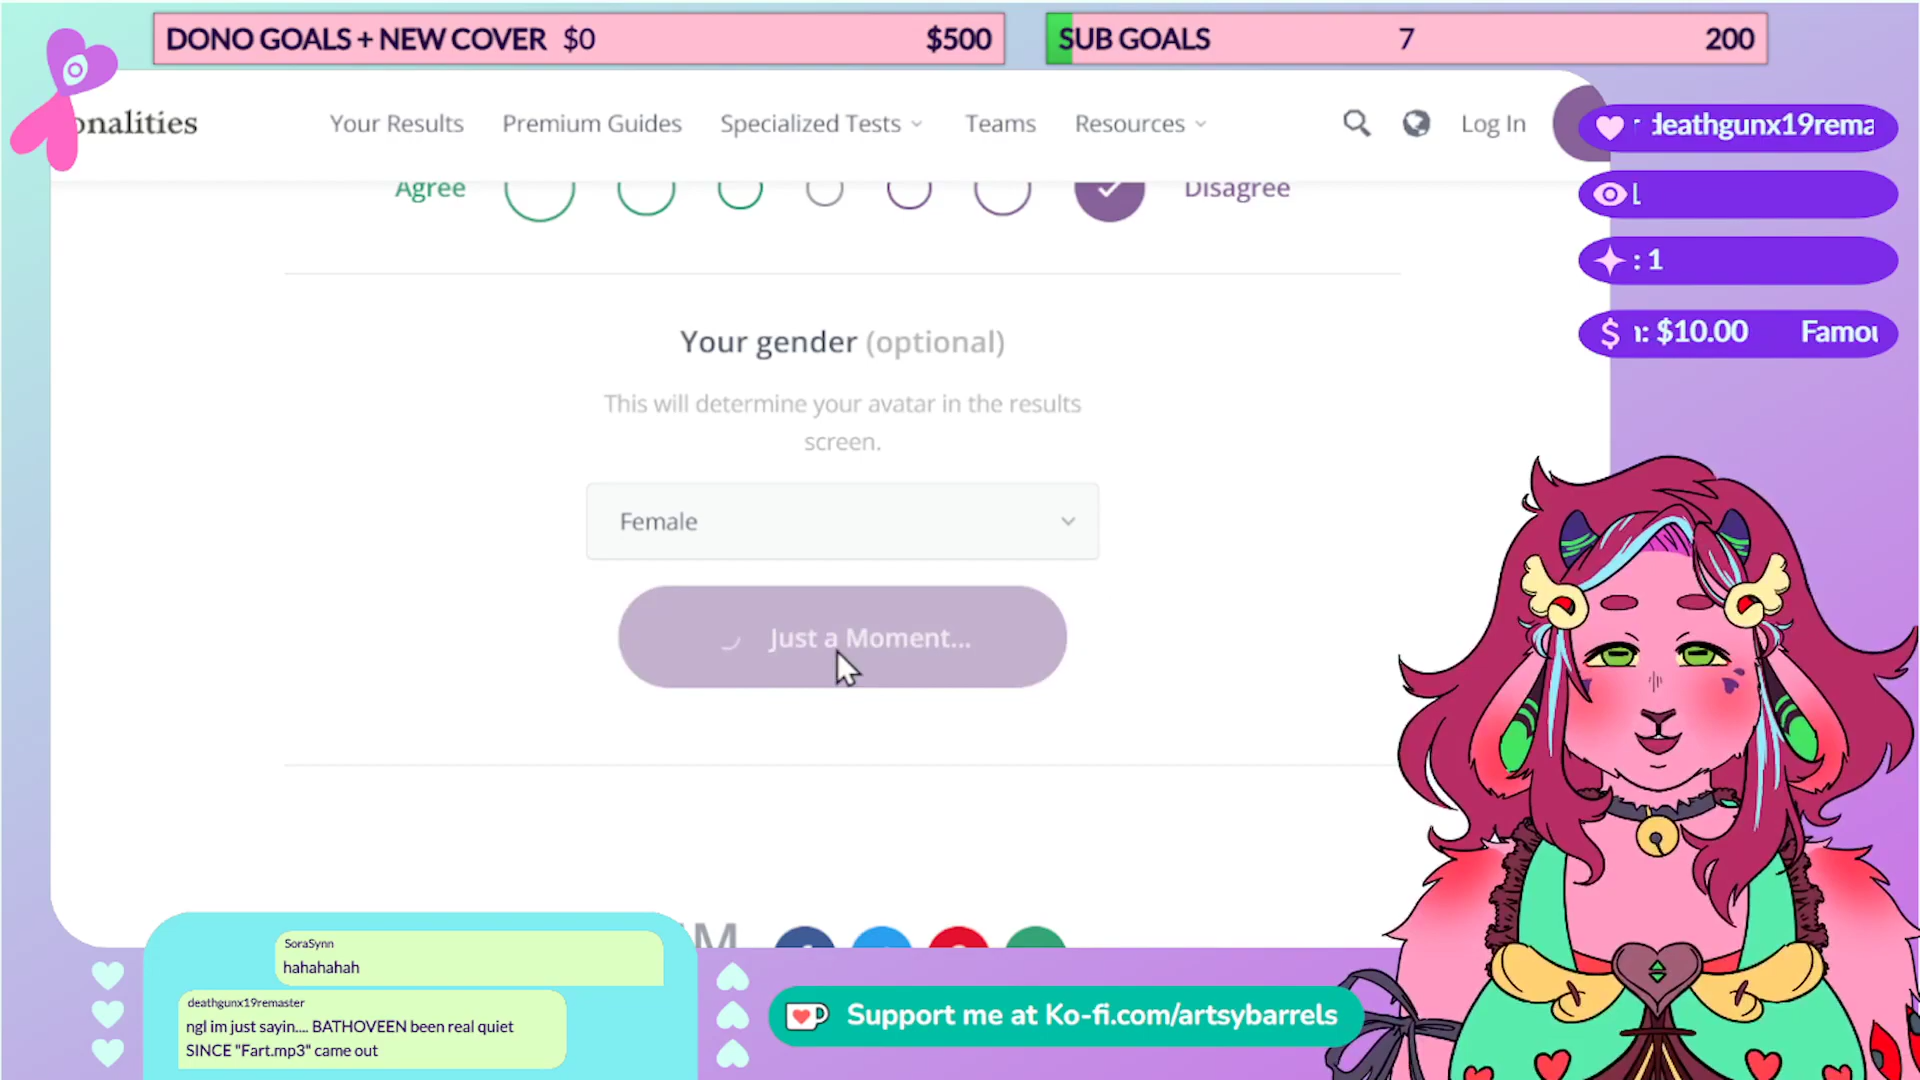 DONO GOALS + NEW COVER $0 $500
SUB GOALS 7 200
onalities
Your Results
Premium Guides
Specialized Tests
Teams
Resources
Log In
deathgunx19rema
: 1
: $10.00 Famou
Agree
Disagree
Your gender (optional)
This will determine your avatar in the results
screen.
Female
Just a Moment...
SoraSynn
hahahahah
deathgunx19remaster
ngl im just sayin.... BATHOVEEN been real quiet
SINCE "Fart.mp3" came out
Support me at Ko-fi.com/artsybarrels